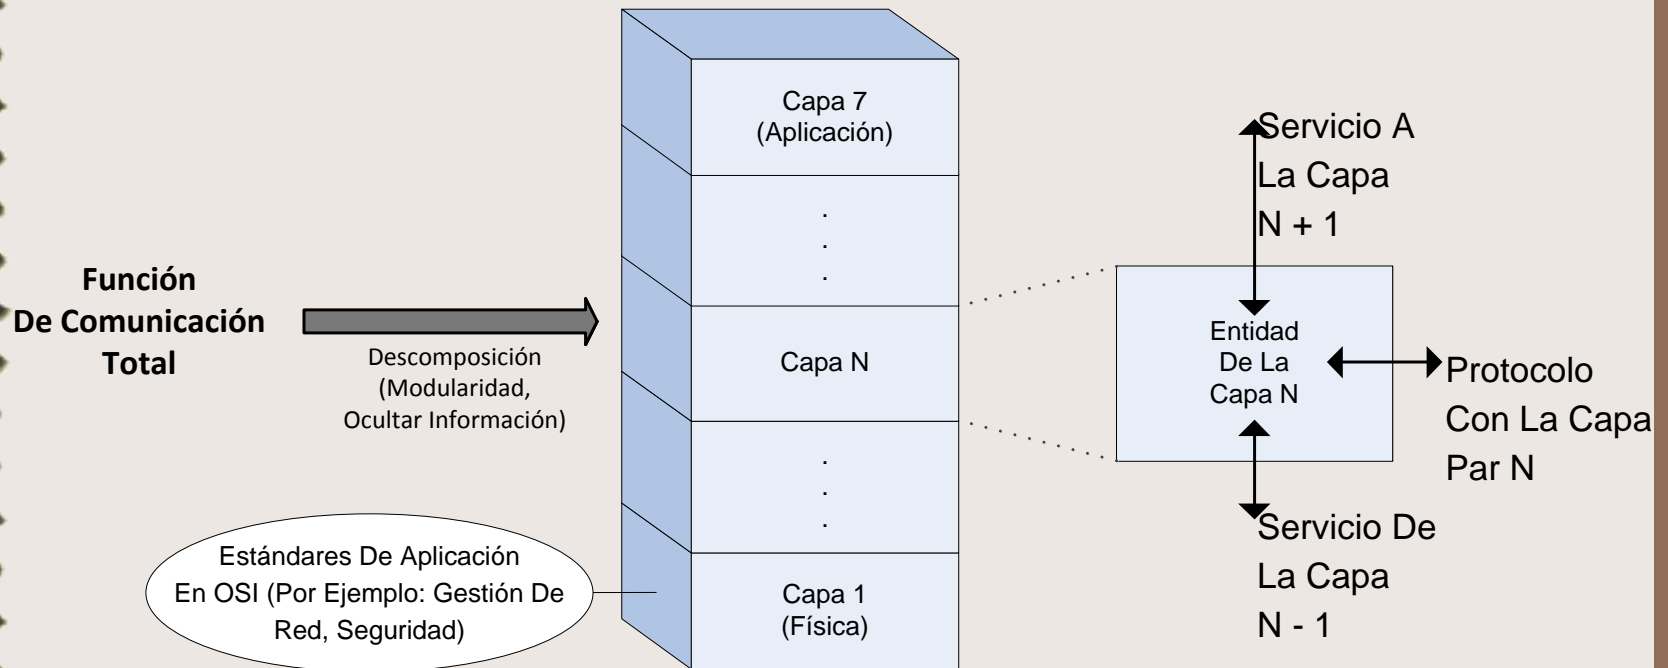 Función
De Comunicación
Total
Descomposición
(Modularidad,
Ocultar Información)
Estándares De Aplicación
En OSI (Por Ejemplo: Gestión De
Red, Seguridad)
Capa 7
(Aplicación)
.
.
.
Capa N
.
.
.
Capa 1
(Física)
Servicio A
La Capa
N + 1
Entidad
De La
Capa N
Protocolo
Con La Capa
Par N
Servicio De
La Capa
N - 1